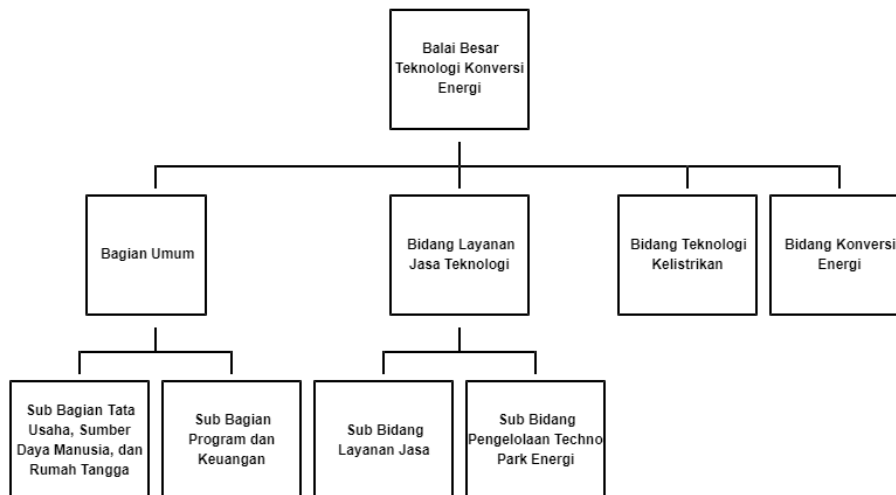 Balai Besar
Teknologi Konversi
Energi
Bagian Umum
Bidang Layanan
Jasa Teknologi
Bidang Teknologi
Kelistrikan
Bidang Konversi
Energi
Sub Bagian Tata
Usaha, Sumber
Daya Manusia, dan
Rumah Tangga
Sub Bagian
Program dan
Keuangan
Sub Bidang
Layanan Jasa
Sub Bidang
Pengelolaan Techno
Park Energi